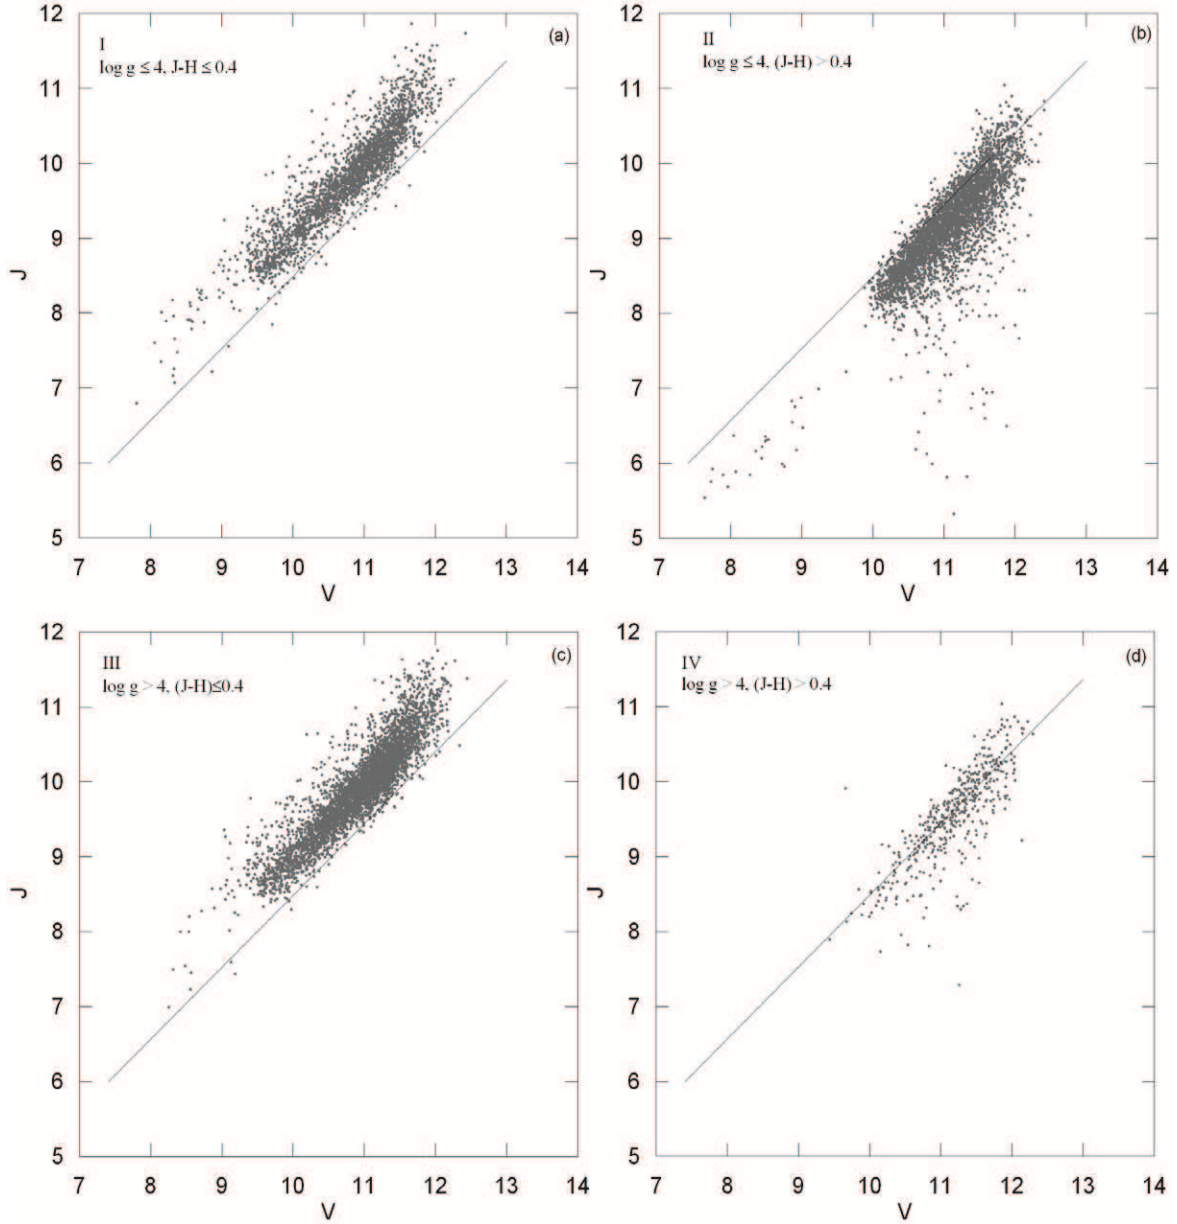 12
11
10
9
8
7
6
5
J
I
log g ≤ 4, J-H ≤ 0.4
(a)
7 8 9 10 11 12 13 14
V
12
11
10
9
8
7
6
5
J
II
log g ≤ 4, (J-H) > 0.4
(b)
7 8 9 10 11 12 13 14
V
12
11
10
9
8
7
6
5
J
III
log g > 4, (J-H)≤0.4
(c)
7 8 9 10 11 12 13 14
V
12
11
10
9
8
7
6
5
J
IV
log g > 4, (J-H) > 0.4
(d)
7 8 9 10 11 12 13 14
V